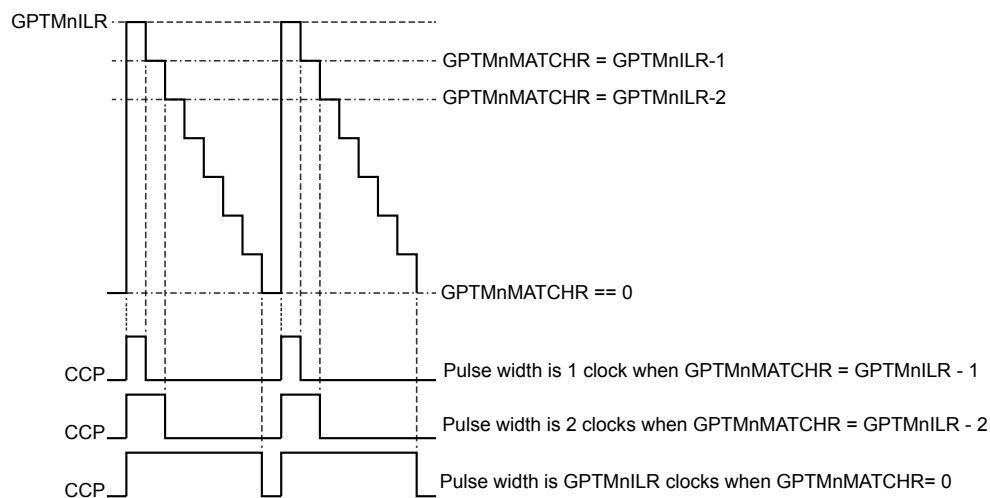 GPTMnILR
GPTMnMATCHR = GPTMnILR-1
GPTMnMATCHR = GPTMnILR-2
GPTMnMATCHR == 0
CCP
Pulse width is 1 clock when GPTMnMATCHR = GPTMnILR - 1
CCP
Pulse width is 2 clocks when GPTMnMATCHR = GPTMnILR - 2
CCP
Pulse width is GPTMnILR clocks when GPTMnMATCHR= 0